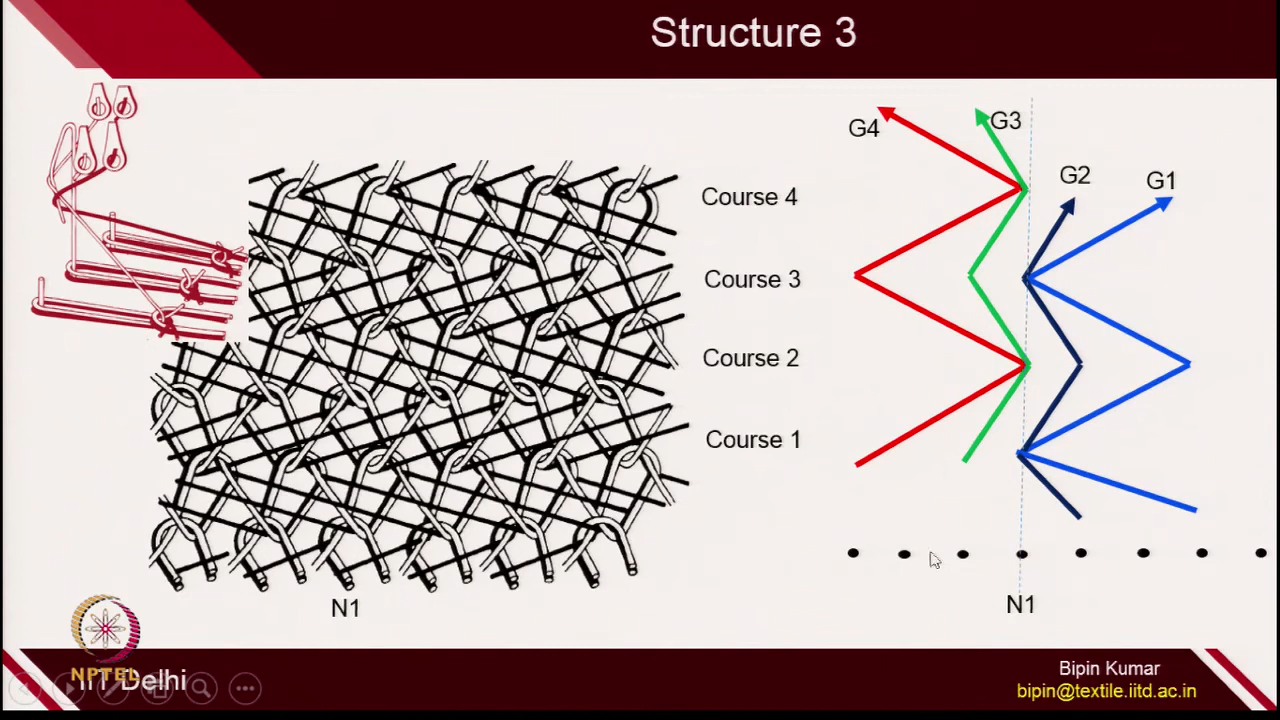 Structure 3
G4
G3
G2
G1
Course 4
Course 3
Course 2
Course 1
N1
N1
NPTEL
IIT Delhi
Bipin Kumar
bipin@textile.iitd.ac.in